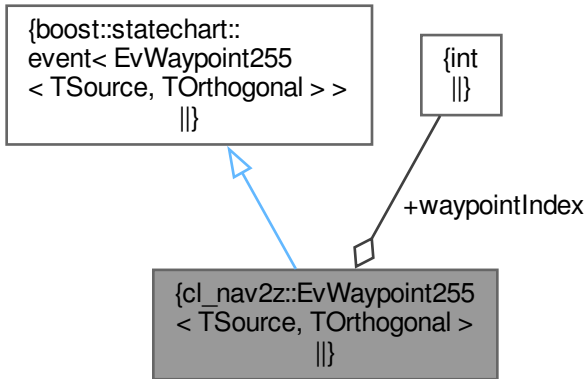 {boost::statechart::
event< EvWaypoint255
< TSource, TOrthogonal > >
||}
{int
||}
+waypointIndex
{cl_nav2z::EvWaypoint255
< TSource, TOrthogonal >
||}